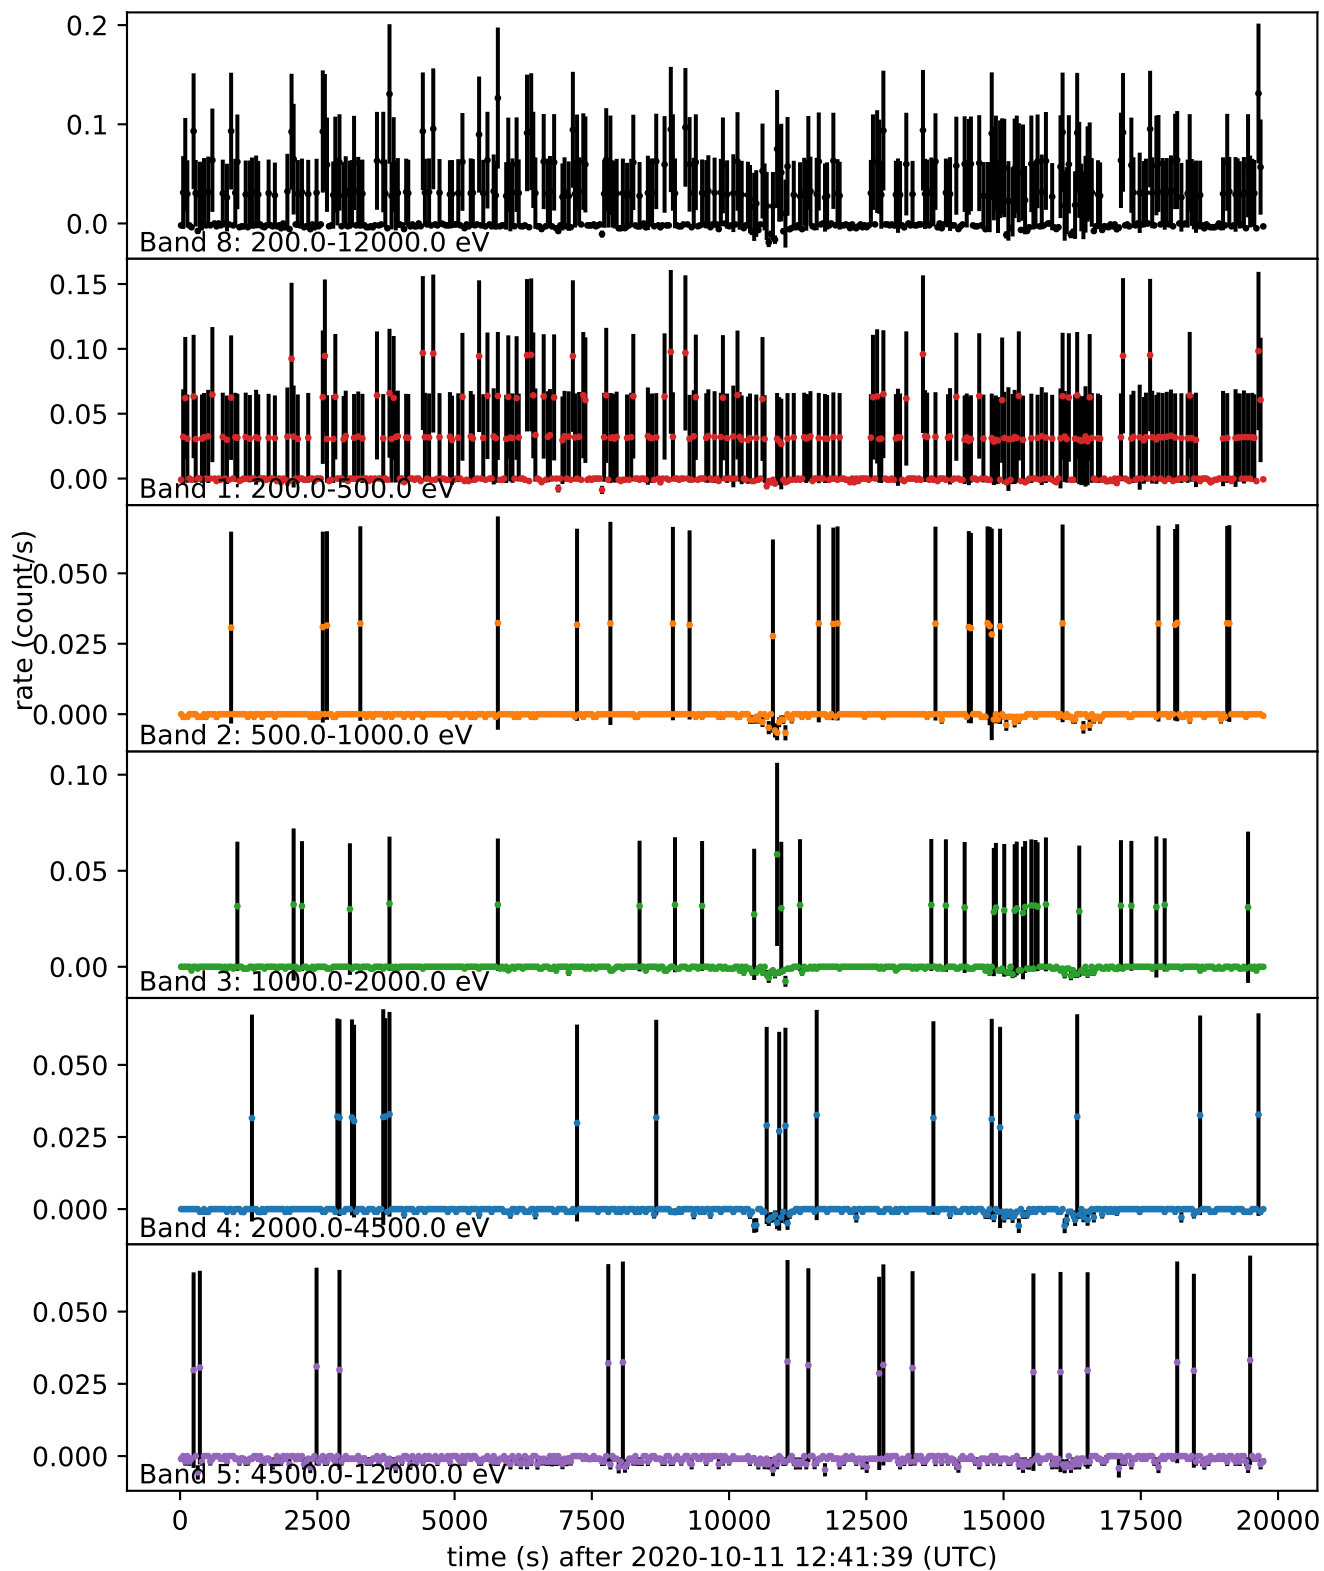 0.2
0.1
0.0
Band 8: 200.0-12000.0 eV
0.15
0.10
0.05
0.00
Band 1: 200.0-500.0 eV
rate (count/s)
0.050
0.025
0.000
Band 2: 500.0-1000.0 eV
0.10
0.05
0.00
Band 3: 1000.0-2000.0 eV
0.050
0.025
0.000
Band 4: 2000.0-4500.0 eV
0.050
0.025
0.000
Band 5: 4500.0-12000.0 eV
0 2500 5000 7500 10000 12500 15000 17500 20000
time (s) after 2020-10-11 12:41:39 (UTC)